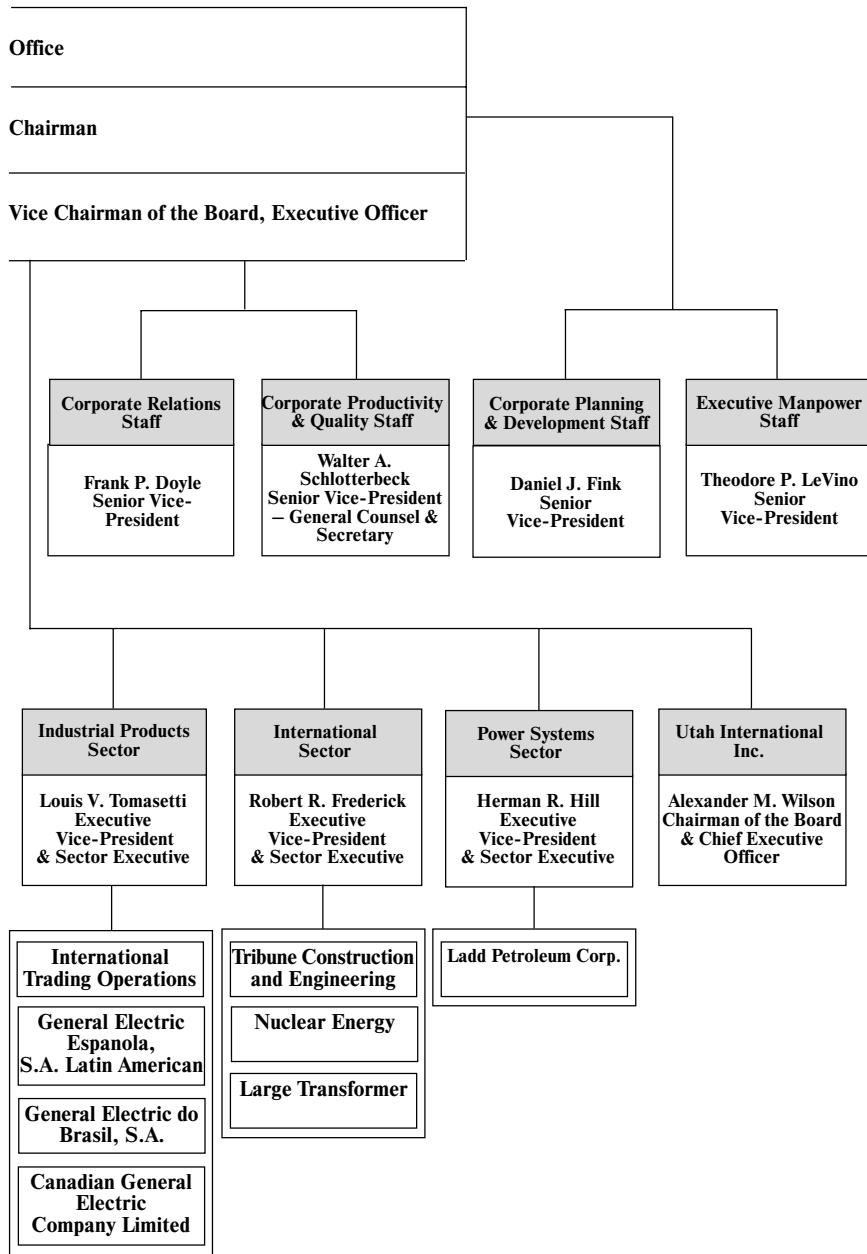 Office
Chairman
Vice Chairman of the Board, Executive Officer
Corporate Relations
Staff
Frank P. Doyle
Senior Vice-
President
Corporate Productivity
& Quality Staff
Walter A.
Schlotterbeck
Senior Vice-President
– General Counsel &
Secretary
Corporate Planning
& Development Staff
Daniel J. Fink
Senior
Vice-President
Executive Manpower
Staff
Theodore P. LeVino
Senior
Vice-President
Industrial Products
Sector
Louis V. Tomasetti
Executive
Vice-President
& Sector Executive
International
Sector
Robert R. Frederick
Executive
Vice-President
& Sector Executive
Power Systems
Sector
Herman R. Hill
Executive
Vice-President
& Sector Executive
Utah International
Inc.
Alexander M. Wilson
Chairman of the Board
& Chief Executive
Officer
International
Trading Operations
General Electric
Espanola,
S.A. Latin American
General Electric do
Brasil, S.A.
Canadian General
Electric
Company Limited
Tribune Construction
and Engineering
Nuclear Energy
Large Transformer
Ladd Petroleum Corp.